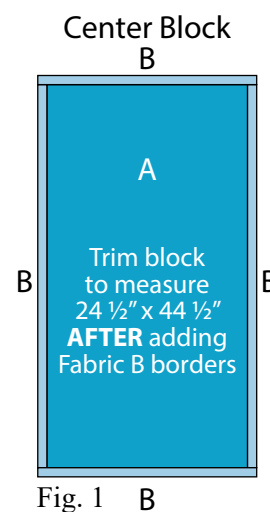 Center Block
B
A
Trim block
to measure
24 ½” x 44 ½”
AFTER adding
Fabric B borders
B B
Fig. 1 B